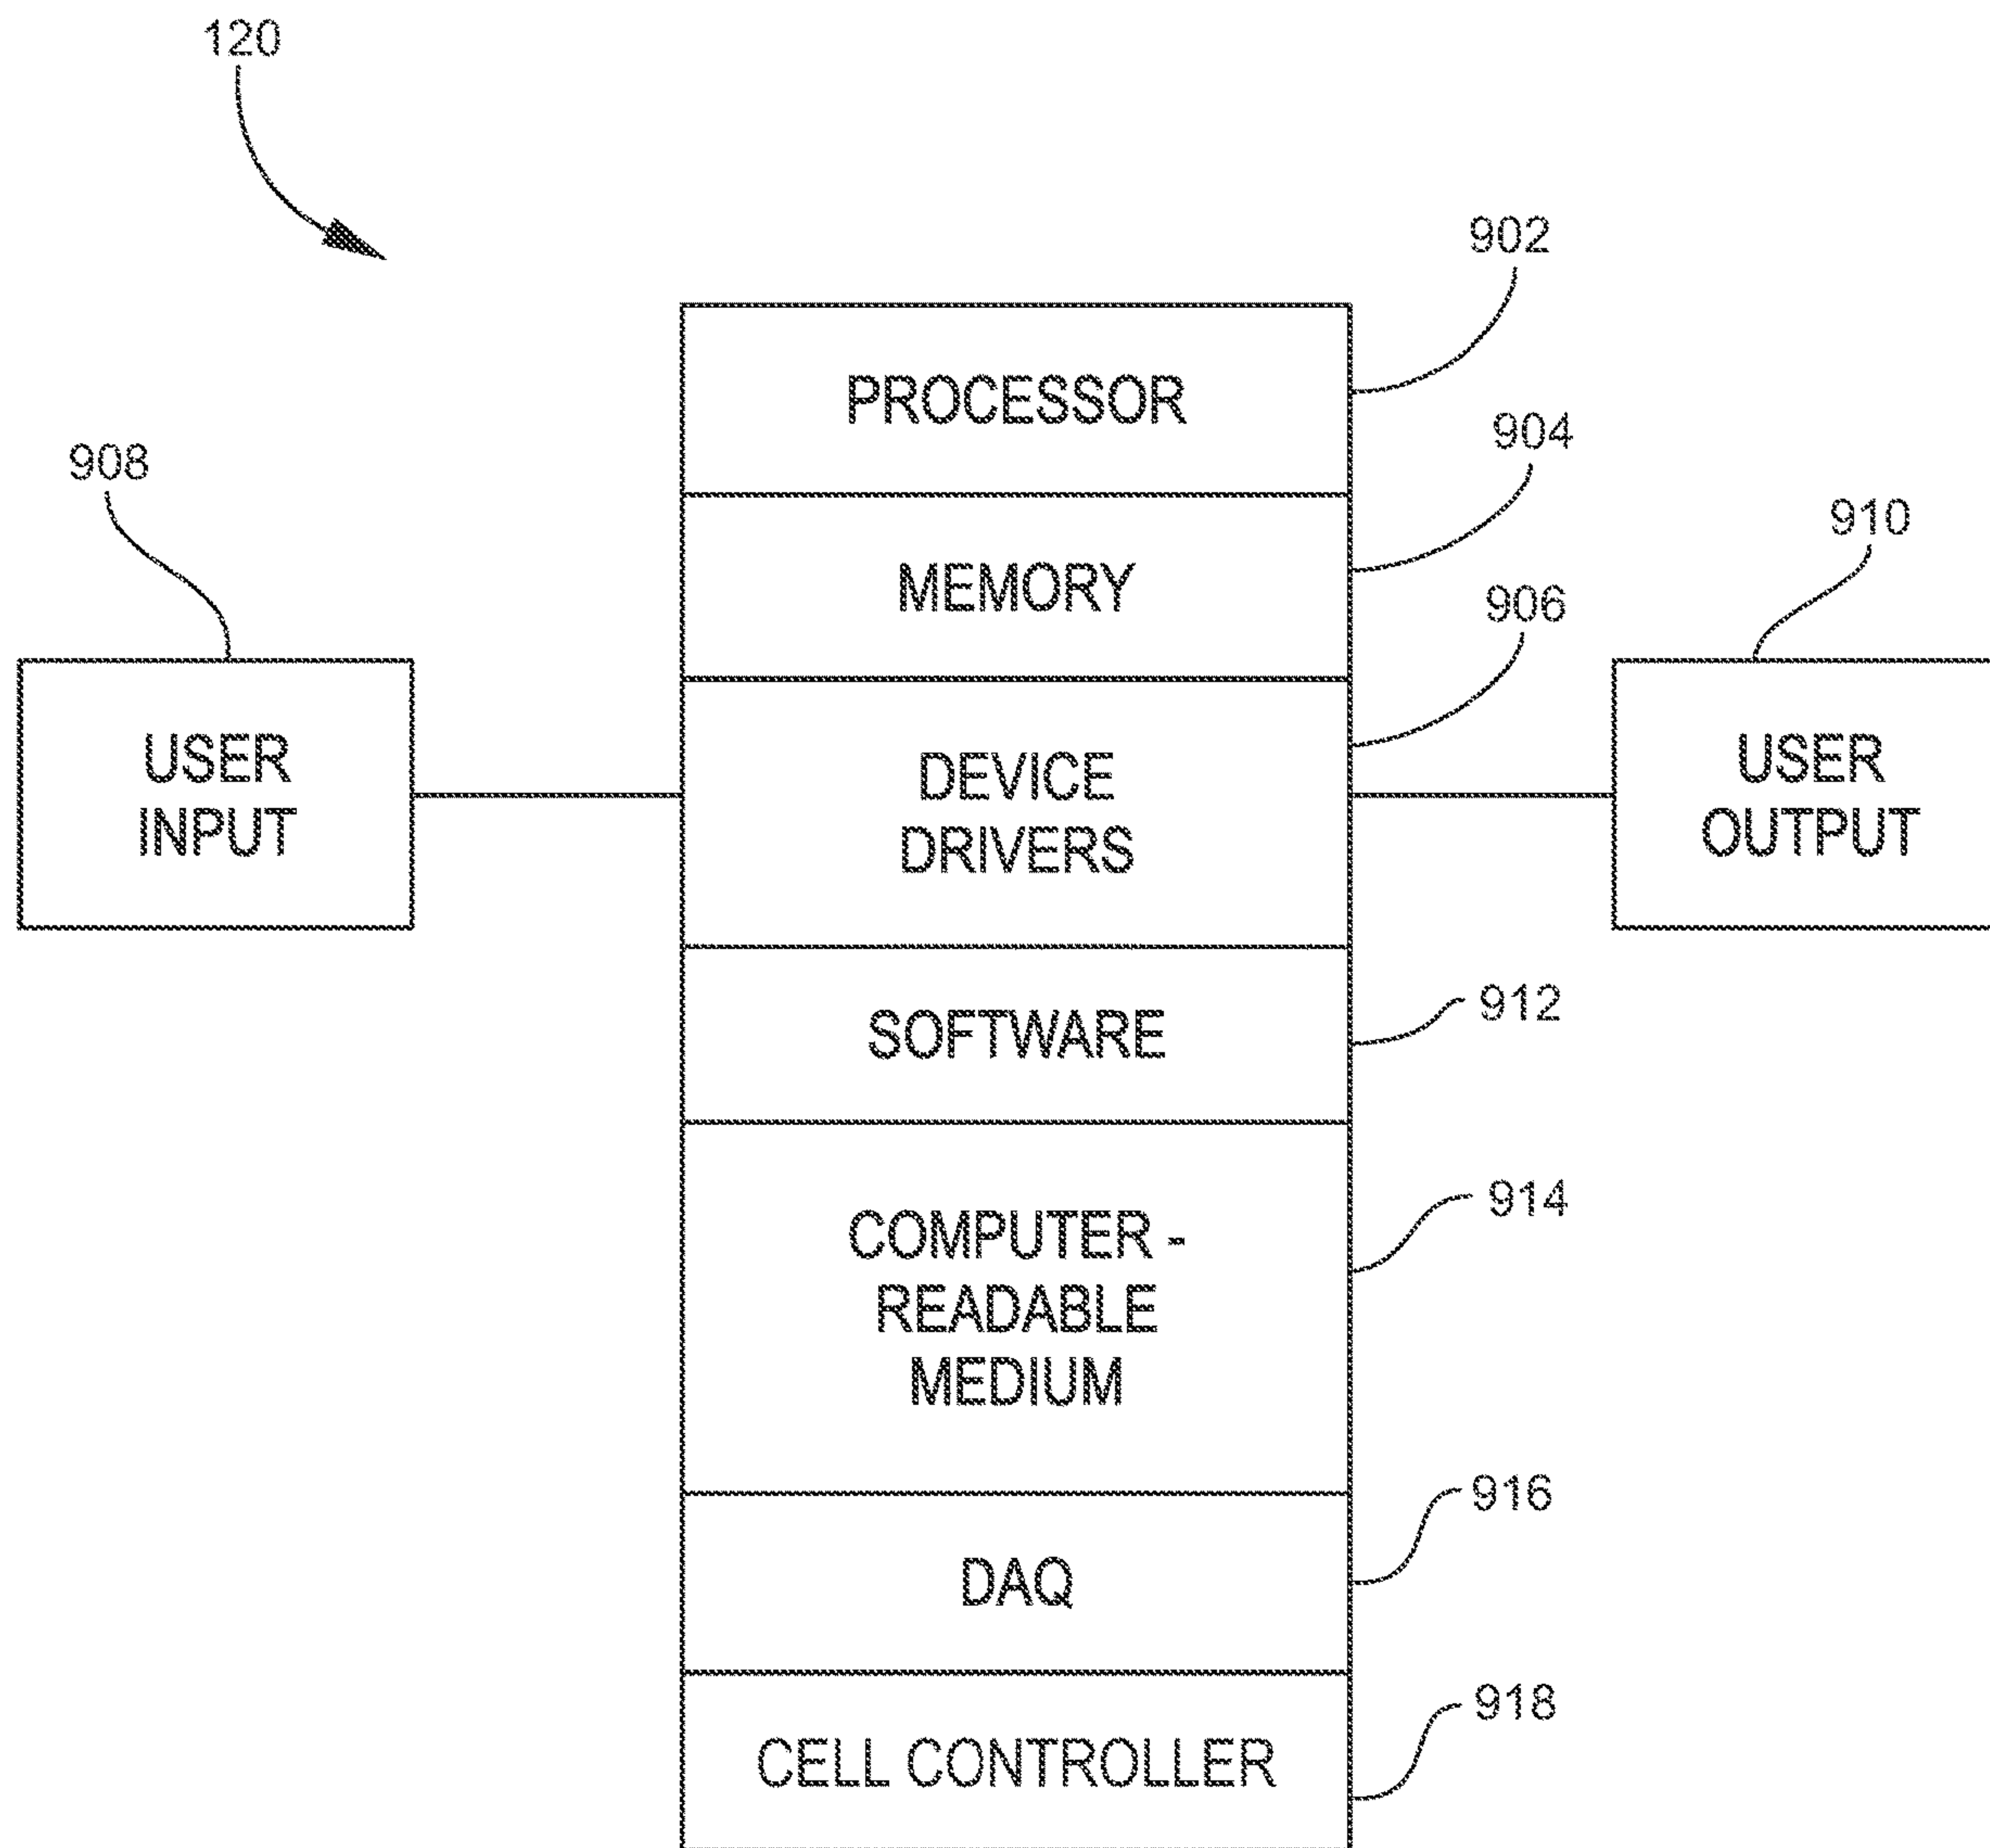 120
902
PROCESSOR
904
MEMORY
908
910
906
USER
INPUT
DEVICE
DRIVERS
USER
OUTPUT
912
SOFTWARE
914
COMPUTER -
READABLE
MEDIUM
916
DAQ
918
CELL CONTROLLER